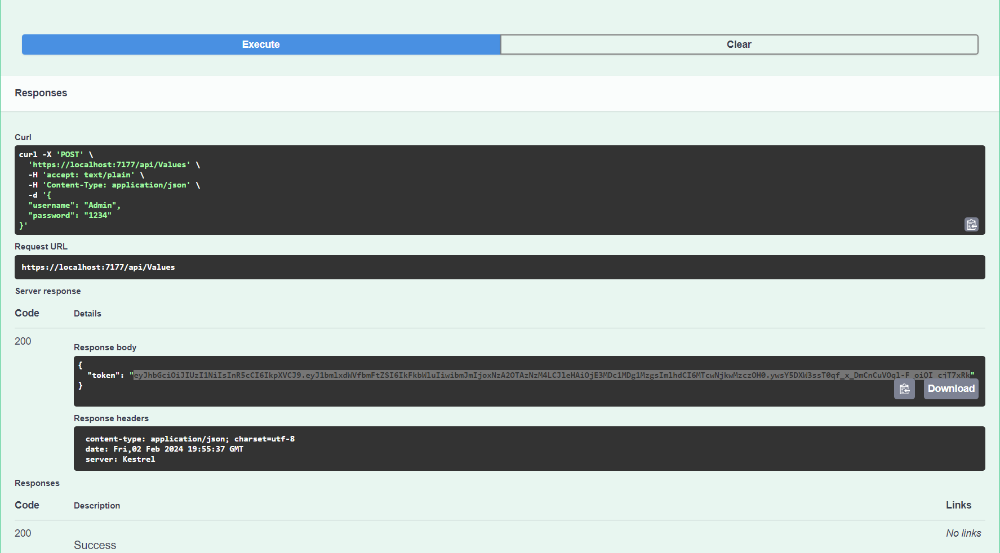 Execute
Clear
Responses
Curl
curl -X 'POST' \
'https://localhost:7177/api/Values' \
-H 'accept: text/plain' \
-H 'Content-Type: application/json' \
-d '{
"username": "Admin",
"password": "1234"
}'
Request URL
https://localhost:7177/api/Values
Server response
Code Details
200
Response body
{
"token": "eyJhbGciOiJIUzI1NiIsInR5cCI6IkpXVCJ9.eyJ1bmlxdWVfbmFtZSI6IkFkbWluIiwibmJmIjoxNzA2OTAzNzM4LCJleHAiOjE3MDc1MDg1MzgsImlhdCI6MTcwNjkwMzczOH0.ywsY5DXW3ssT0qf_x_DmCnCuVOql-F_oiQI_cjT7xRk"
}
Download
Response headers
content-type: application/json; charset=utf-8
date: Fri,02 Feb 2024 19:55:37 GMT
server: Kestrel
Responses
Code Description Links
200 No links
Success